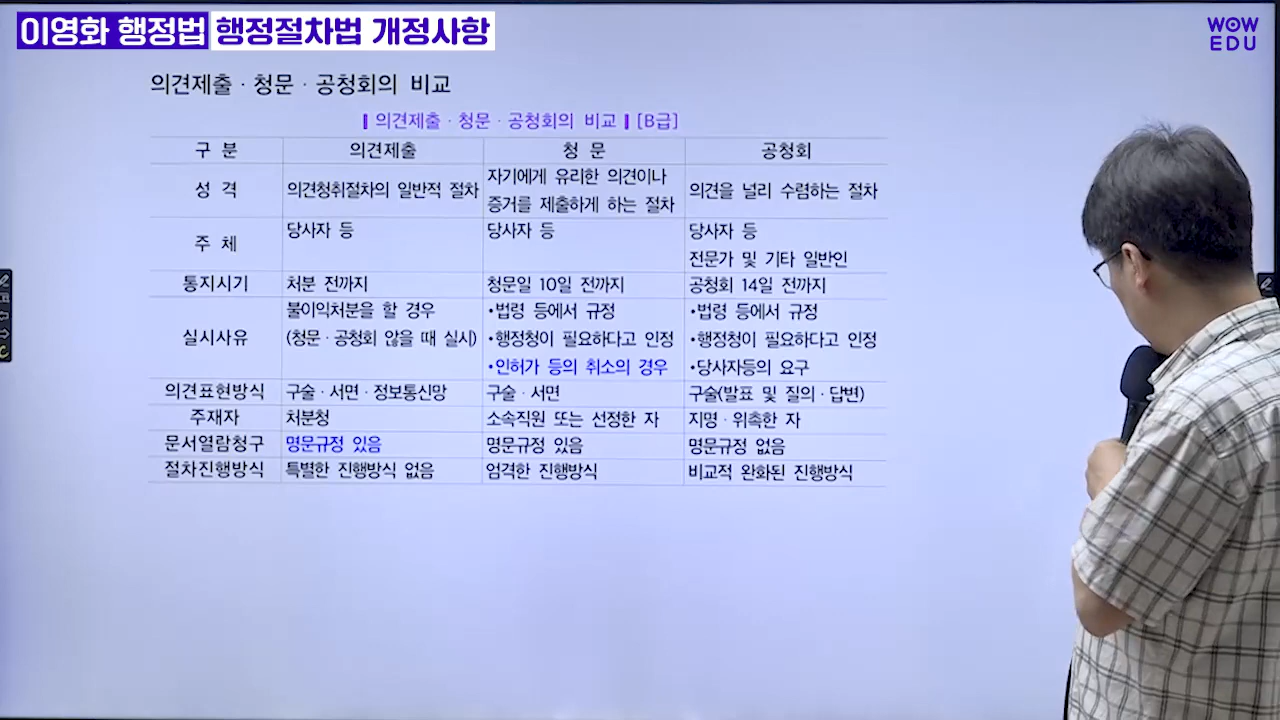 이영화 행정법 행정절차법 개정사항
WOW
EDU
의견제출 · 청문 · 공청회의 비교
▌의견제출 · 청문 · 공청회의 비교▐ [B급]
구 분 의견제출 청 문 공청회
성 격 의견청취절차의 일반적 절차 자기에게 유리한 의견이나 의견을 널리 수렴하는 절차
증거를 제출하게 하는 절차
주 체 당사자 등 당사자 등 당사자 등
전문가 및 기타 일반인
통지시기 처분 전까지 청문일 10일 전까지 공청회 14일 전까지
실시사유 불이익처분을 할 경우 •법령 등에서 규정 •법령 등에서 규정
(청문 · 공청회 않을 때 실시) •행정청이 필요하다고 인정 •행정청이 필요하다고 인정
•인허가 등의 취소의 경우 •당사자등의 요구
의견표현방식 구술 · 서면 · 정보통신망 구술 · 서면 구술(발표 및 질의 · 답변)
주재자 처분청 소속직원 또는 선정한 자 지명 · 위촉한 자
문서열람청구 명문규정 있음 명문규정 있음 명문규정 없음
절차진행방식 특별한 진행방식 없음 엄격한 진행방식 비교적 완화된 진행방식